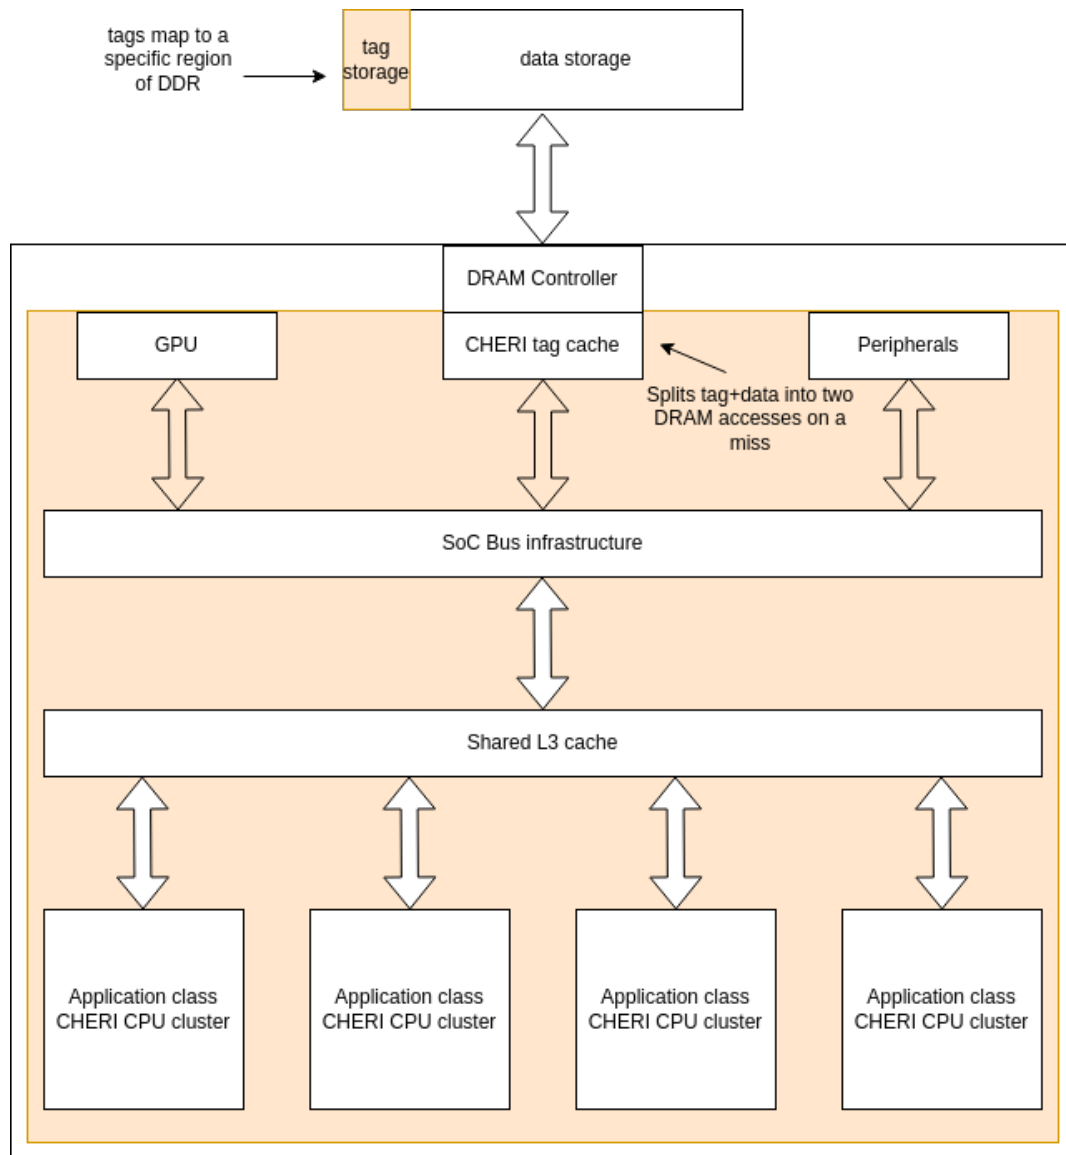 tags map to a
specific region
of DDR
tag
storage
data storage
DRAM Controller
GPU
CHERI tag cache
Peripherals
Splits tag+data into two
DRAM accesses on a
miss
SoC Bus infrastructure
Shared L3 cache
Application class
CHERI CPU cluster
Application class
CHERI CPU cluster
Application class
CHERI CPU cluster
Application class
CHERI CPU cluster